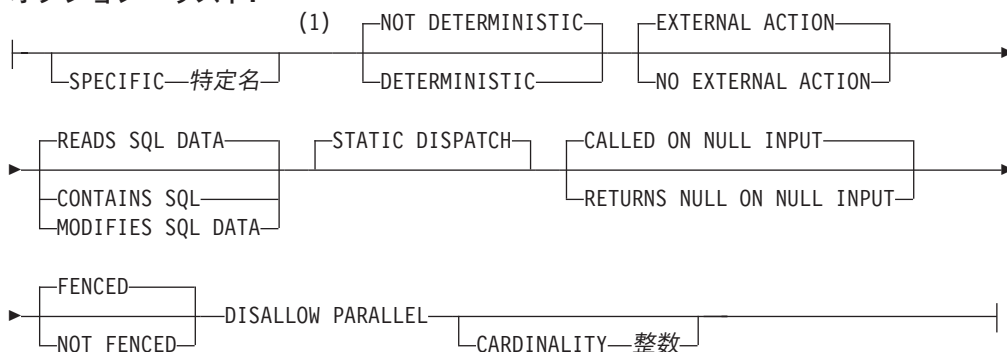 オプション・リスト:
(1)
NOT DETERMINISTIC
EXTERNAL ACTION
SPECIFIC 特定名
DETERMINISTIC
NO EXTERNAL ACTION
READS SQL DATA
STATIC DISPATCH
CALLED ON NULL INPUT
CONTAINS SQL
RETURNS NULL ON NULL INPUT
MODIFIES SQL DATA
FENCED
DISALLOW PARALLEL
NOT FENCED
CARDINALITY 整数